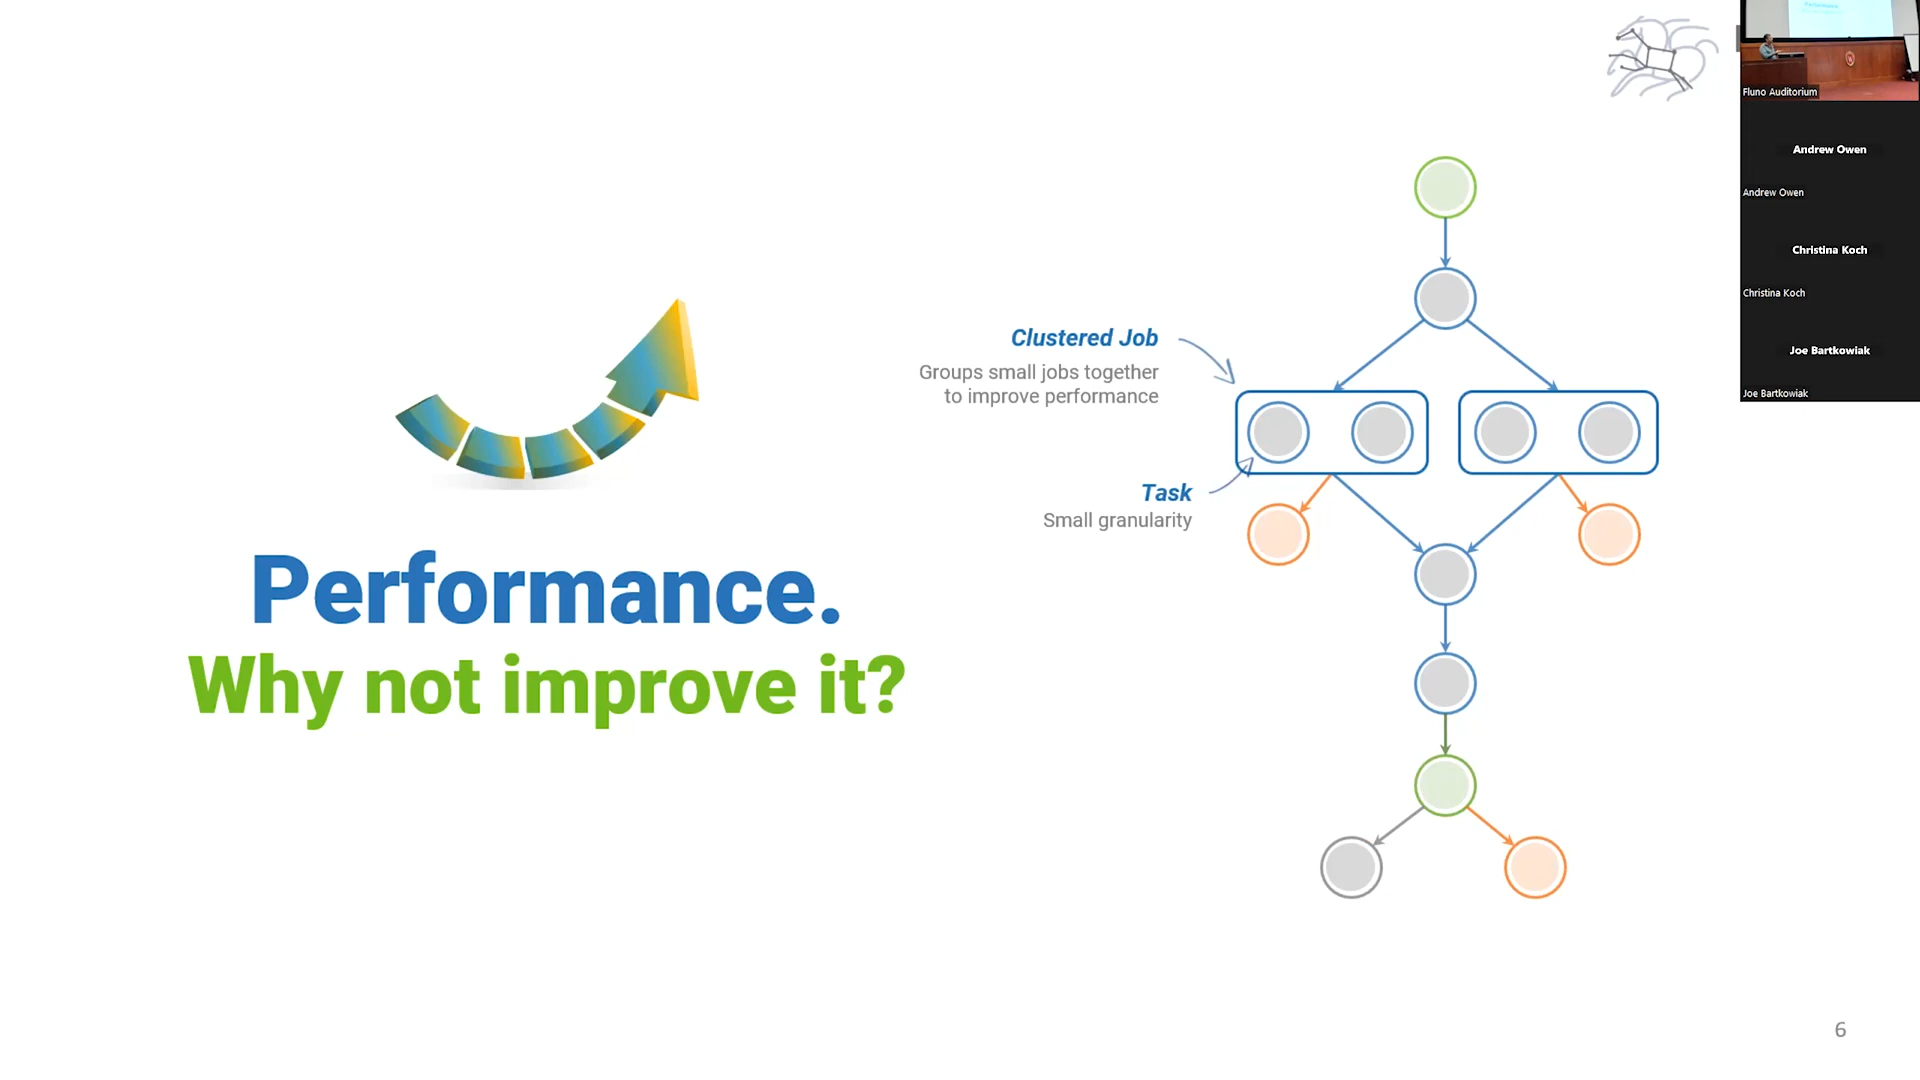 Performance.
Why not improve it?
Clustered Job
Groups small jobs together
to improve performance
Task
Small granularity
6
Performance
Fluno Auditorium
Andrew Owen
Andrew Owen
Christina Koch
Christina Koch
Joe Bartkowiak
Joe Bartkowiak